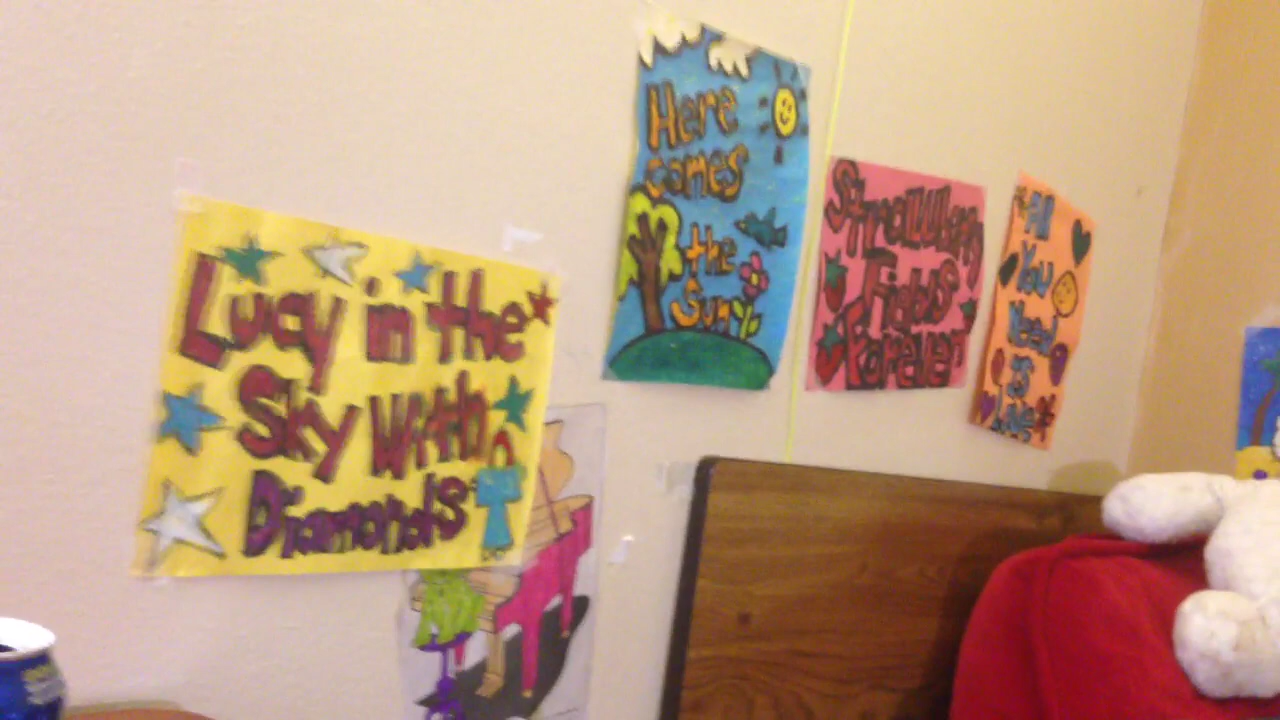 Lucy in the
Sky With
Diamonds
Here
comes
the
Sun
Strawberry
Fields
Forever
All
You
Need
IS
Love